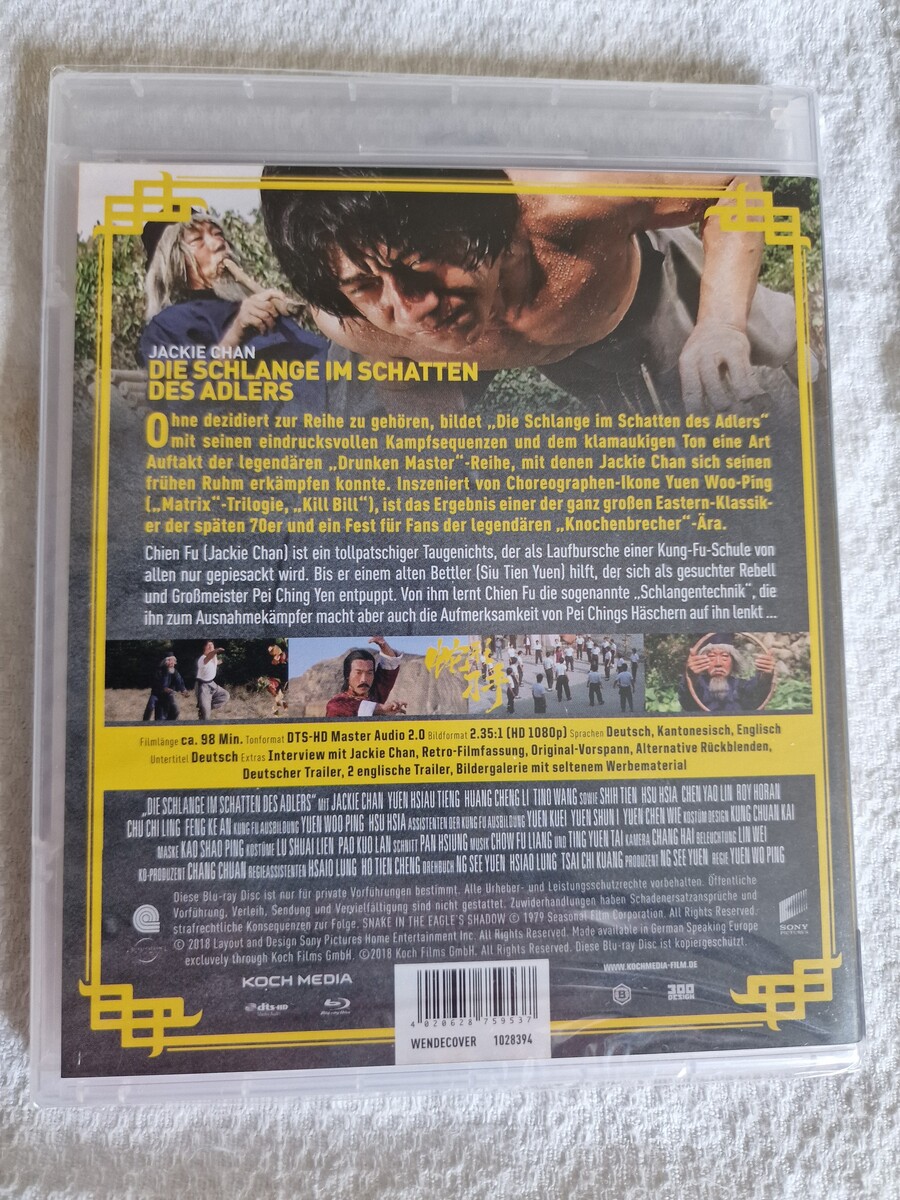 JACKIE CHAN
DIE SCHLANGE IM SCHATTEN
DES ADLERS
Ohne dezidiert zur Reihe zu gehören, bildet „Die Schlange im Schatten des Adlers“
mit seinen eindrucksvollen Kampfsequenzen und dem klamaukigen Ton eine Art
Auftakt der legendären „Drunken Master“-Reihe, mit denen Jackie Chan sich seinen
frühen Ruhm erkämpfen konnte. Inszeniert von Choreographen-Ikone Yuen Woo-Ping
(„Matrix“-Trilogie, „Kill Bill“), ist das Ergebnis einer der ganz großen Eastern-Klassik-
er der späten 70er und ein Fest für Fans der legendären „Knochenbrecher“-Ära.
Chien Fu (Jackie Chan) ist ein tollpatschiger Taugenichts, der als Laufbursche einer Kung-Fu-Schule von
allen nur gepiesackt wird. Bis er einem alten Bettler (Siu Tien Yuen) hilft, der sich als gesuchter Rebell
und Großmeister Pei Ching Yen entpuppt. Von ihm lernt Chien Fu die sogenannte „Schlangentechnik“, die
ihn zum Ausnahmekämpfer macht aber auch die Aufmerksamkeit von Pei Chings Häschern auf ihn lenkt ...
蛇形刁手
Filmlänge ca. 98 Min. Tonformat DTS-HD Master Audio 2.0 Bildformat 2.35:1 (HD 1080p) Sprachen Deutsch, Kantonesisch, Englisch
Untertitel Deutsch Extras Interview mit Jackie Chan, Retro-Filmfassung, Original-Vorspann, Alternative Rückblenden,
Deutscher Trailer, 2 englische Trailer, Bildergalerie mit seltenem Werbematerial
„DIE SCHLANGE IM SCHATTEN DES ADLERS“ MIT JACKIE CHAN YUEN HSIAU TIENG HUANG CHENG LI TINO WANG SOWIE SHIH TIEN HSU HSIA CHEN YAO LIN ROY HORAN
CHU CHI LING FENG KE AN KUNG FU AUSBILDUNG YUEN WOO PING HSU HSIA ASSISTENTEN DER KUNG FU AUSBILDUNG YUEN KUEI YUEN SHUN I YUEN CHEN WIE KOSTÜM DESIGN KUNG CHUAN KAI
MASKE KAO SHAO PING KOSTÜME LU SHUAI LIEN PAO KUO LAN SCHNITT PAN HSIUNG MUSIK CHOW FU LIANG UND TING YUEN TAI KAMERA CHANG HAI BELEUCHTUNG LIN WEI
KO-PRODUZENT CHANG CHUAN REGIEASSISTENTEN HSAIO LUNG HO TIEN CHENG DREHBUCH NG SEE YUEN HSIAO LUNG TSAI CHI KUANG PRODUZENT NG SEE YUEN REGIE YUEN WO PING
Diese Blu-ray Disc ist nur für private Vorführungen bestimmt. Alle Urheber- und Leistungsschutzrechte vorbehalten. Öffentliche
Vorführung, Verleih, Sendung und Vervielfältigung sind nicht gestattet. Zuwiderhandlungen haben Schadenersatzansprüche und
strafrechtliche Konsequenzen zur Folge. SNAKE IN THE EAGLE'S SHADOW © 1979 Seasonal Film Corporation. All Rights Reserved.
© 2018 Layout and Design Sony Pictures Home Entertainment Inc. All Rights Reserved. Made available in German Speaking Europe
exclusively through Koch Films GmbH. ©2018 Koch Films GmbH. All Rights Reserved. Diese Blu-ray Disc ist kopiergeschützt.
SONY
PICTURES
KOCH MEDIA
WWW.KOCHMEDIA-FILM.DE
dts-HD
Blu-ray Disc
B
300
DESIGN
4 020628 759537
WENDECOVER 1028394